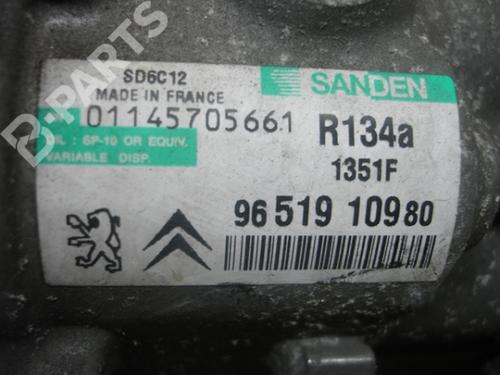 B-PARTS
SD6C12
SANDEN
MADE IN FRANCE
01145705661
R134a
OIL : SP-10 OR EQUIV.
VARIABLE DISP.
1351F
96 519 109 80